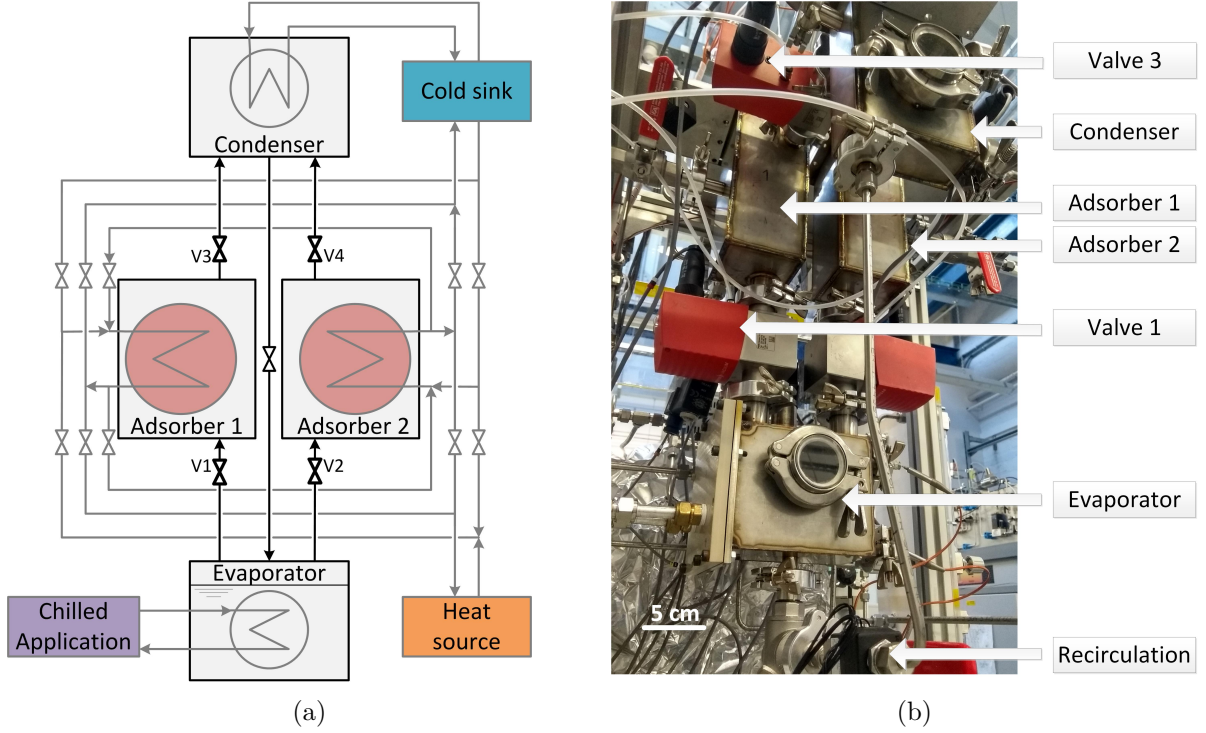 Condenser
Cold sink
V3
V4
Adsorber 1
Adsorber 2
V1
V2
Evaporator
Chilled
Application
Heat
source
(a)
Valve 3
Condenser
1
Adsorber 1
Adsorber 2
Valve 1
Evaporator
5 cm
Recirculation
(b)